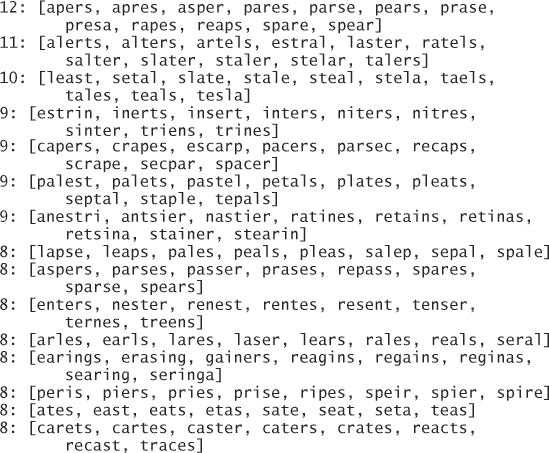 12: [apers, apres, asper, pares, parse, pears, prase,
presa, rapes, reaps, spare, spear]
11: [alerts, alters, artels, estral, laster, ratels,
salter, slater, staler, stelar, talers]
10: [least, setal, slate, stale, steal, stela, taels,
tales, teals, tesla]
9: [estrin, inerts, insert, inters, niters, nitres,
sinter, triens, trines]
9: [capers, crapes, escarp, pacers, parsec, recaps,
scrape, secpar, spacer]
9: [palest, palets, pastel, petals, plates, pleats,
septal, staple, tepals]
9: [anestri, antsier, nastier, ratines, retains, retinas,
retsina, stainer, stearin]
8: [lapse, leaps, pales, peals, pleas, salep, sepal, spale]
8: [aspers, parses, passer, prases, repass, spares,
sparse, spears]
8: [enters, nester, renest, rentes, resent, tenser,
ternes, treens]
8: [arles, earls, lares, laser, lears, rales, reals, seral]
8: [earings, erasing, gainers, reagins, regains, reginas,
searing, seringa]
8: [peris, piers, pries, prise, ripes, speir, spier, spire]
8: [ates, east, eats, etas, sate, seat, seta, teas]
8: [carets, cartes, caster, caters, crates, reacts,
recast, traces]